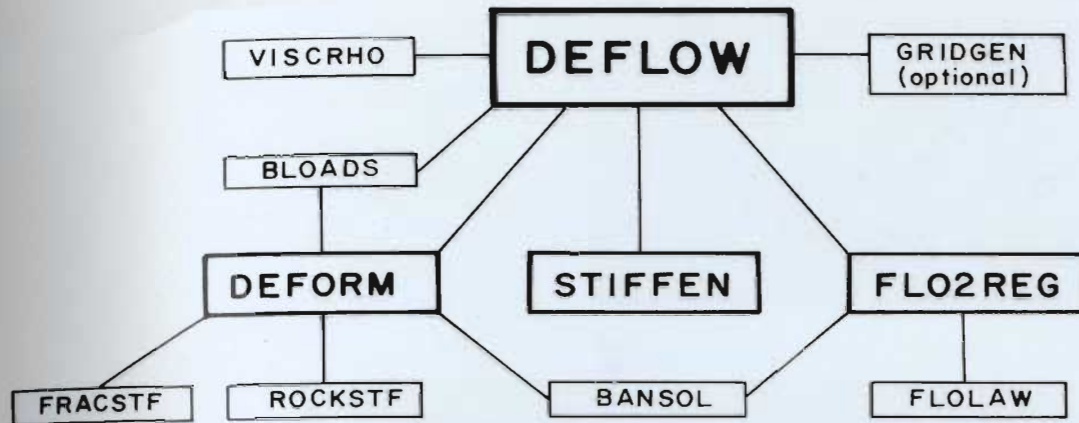 VISCRHO
DEFLOW
GRIDGEN
(optional)
BLOADS
DEFORM
STIFFEN
FLO2REG
FRACSTF
ROCKSTF
BANSOL
FLOLAW